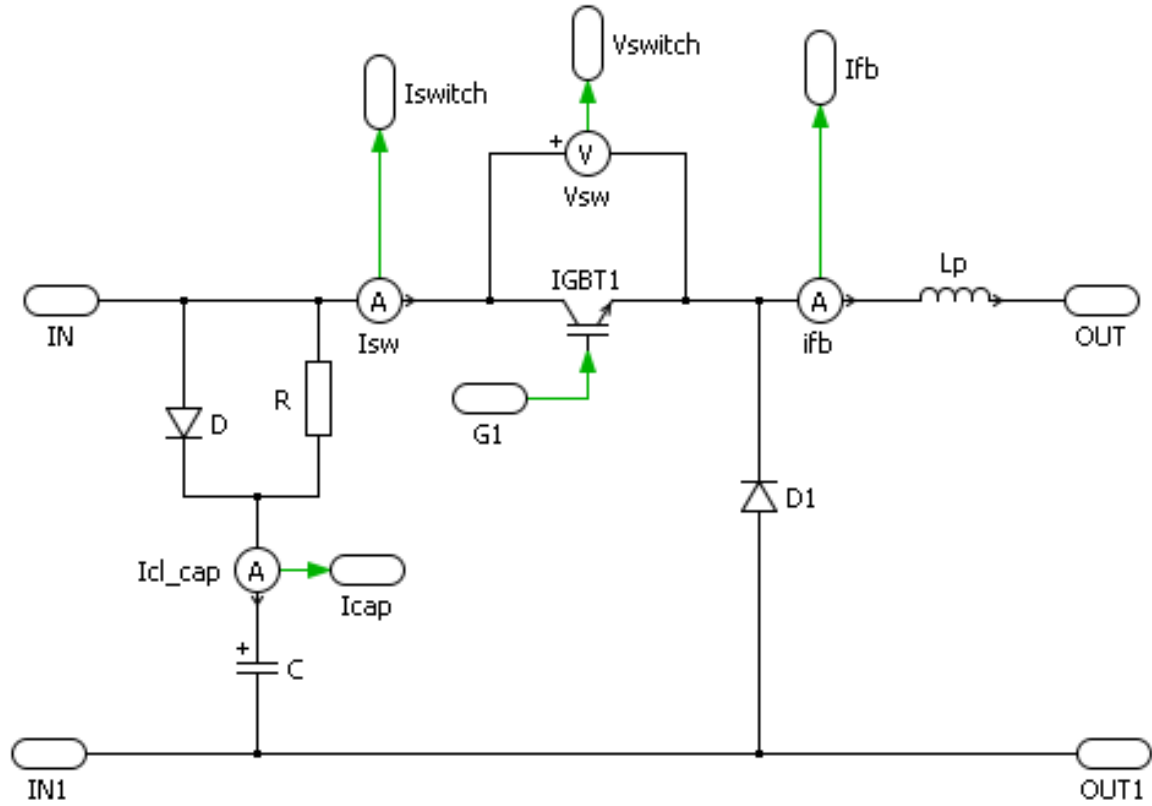 Vswitch
Ifb
Iswitch
+
V
Vsw
IGBT1
Lp
A
A
IN
Isw
ifb
OUT
R
D
G1
D1
Icl_cap
A
Icap
+
C
IN1
OUT1